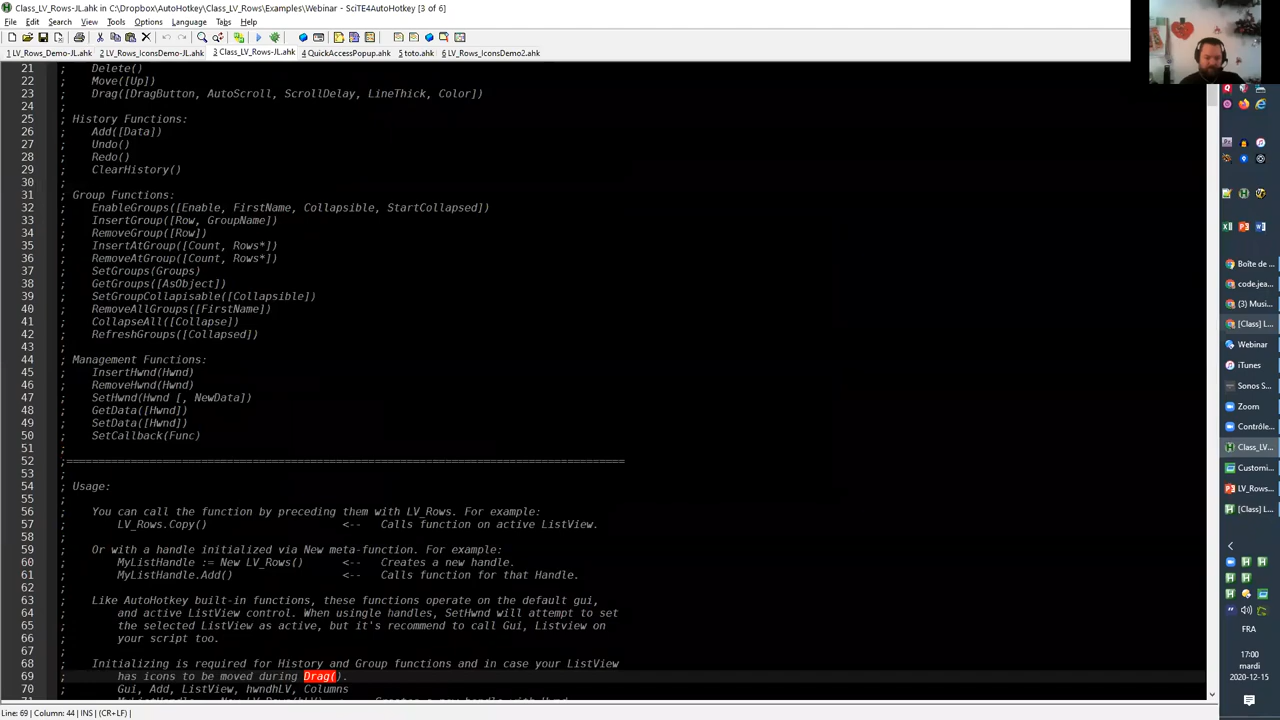 Class_LV_Rows-JL.ahk in C:\Dropbox\AutoHotkey\Class_LV_Rows\Examples\Webinar - SciTE4AutoHotkey [3 of 6]
File Edit Search View Tools Options Language Tabs Help
1 LV_Rows_Demo-JL.ahk 2 LV_Rows_IconsDemo-JL.ahk 3 Class_LV_Rows-JL.ahk 4 QuickAccessPopup.ahk 5 toto.ahk 6 LV_Rows_IconsDemo2.ahk
21 ; Delete()
22 ; Move([Up])
23 ; Drag([DragButton, AutoScroll, ScrollDelay, LineThick, Color])
24 ;
25 ; History Functions:
26 ; Add([Data])
27 ; Undo()
28 ; Redo()
29 ; ClearHistory()
30 ;
31 ; Group Functions:
32 ; EnableGroups([Enable, FirstName, Collapsible, StartCollapsed])
33 ; InsertGroup([Row, GroupName])
34 ; RemoveGroup([Row])
35 ; InsertAtGroup([Count, Rows*])
36 ; RemoveAtGroup([Count, Rows*])
37 ; SetGroups(Groups)
38 ; GetGroups([AsObject])
39 ; SetGroupCollapisable([Collapsible])
40 ; RemoveAllGroups([FirstName])
41 ; CollapseAll([Collapse])
42 ; RefreshGroups([Collapsed])
43 ;
44 ; Management Functions:
45 ; InsertHwnd(Hwnd)
46 ; RemoveHwnd(Hwnd)
47 ; SetHwnd(Hwnd [, NewData])
48 ; GetData([Hwnd])
49 ; SetData([Hwnd])
50 ; SetCallback(Func)
51 ;
52 ;=======================================================================================
53 ;
54 ; Usage:
55 ;
56 ; You can call the function by preceding them with LV_Rows. For example:
57 ; LV_Rows.Copy() <-- Calls function on active ListView.
58 ;
59 ; Or with a handle initialized via New meta-function. For example:
60 ; MyListHandle := New LV_Rows() <-- Creates a new handle.
61 ; MyListHandle.Add() <-- Calls function for that Handle.
62 ;
63 ; Like AutoHotkey built-in functions, these functions operate on the default gui,
64 ; and active ListView control. When usingle handles, SetHwnd will attempt to set
65 ; the selected ListView as active, but it's recommend to call Gui, Listview on
66 ; your script too.
67 ;
68 ; Initializing is required for History and Group functions and in case your ListView
69 ; has icons to be moved during Drag().
70 ; Gui, Add, ListView, hwndhLV, Columns
Line: 69 | Column: 44 | INS | (CR+LF)
Boîte de ...
code.jea...
(3) Musi...
[Class] L...
Webinar
iTunes
Sonos S...
Zoom
Contrôle...
Class_LV...
Customi...
LV_Rows...
[Class] L...
FRA
17:00
mardi
2020-12-15